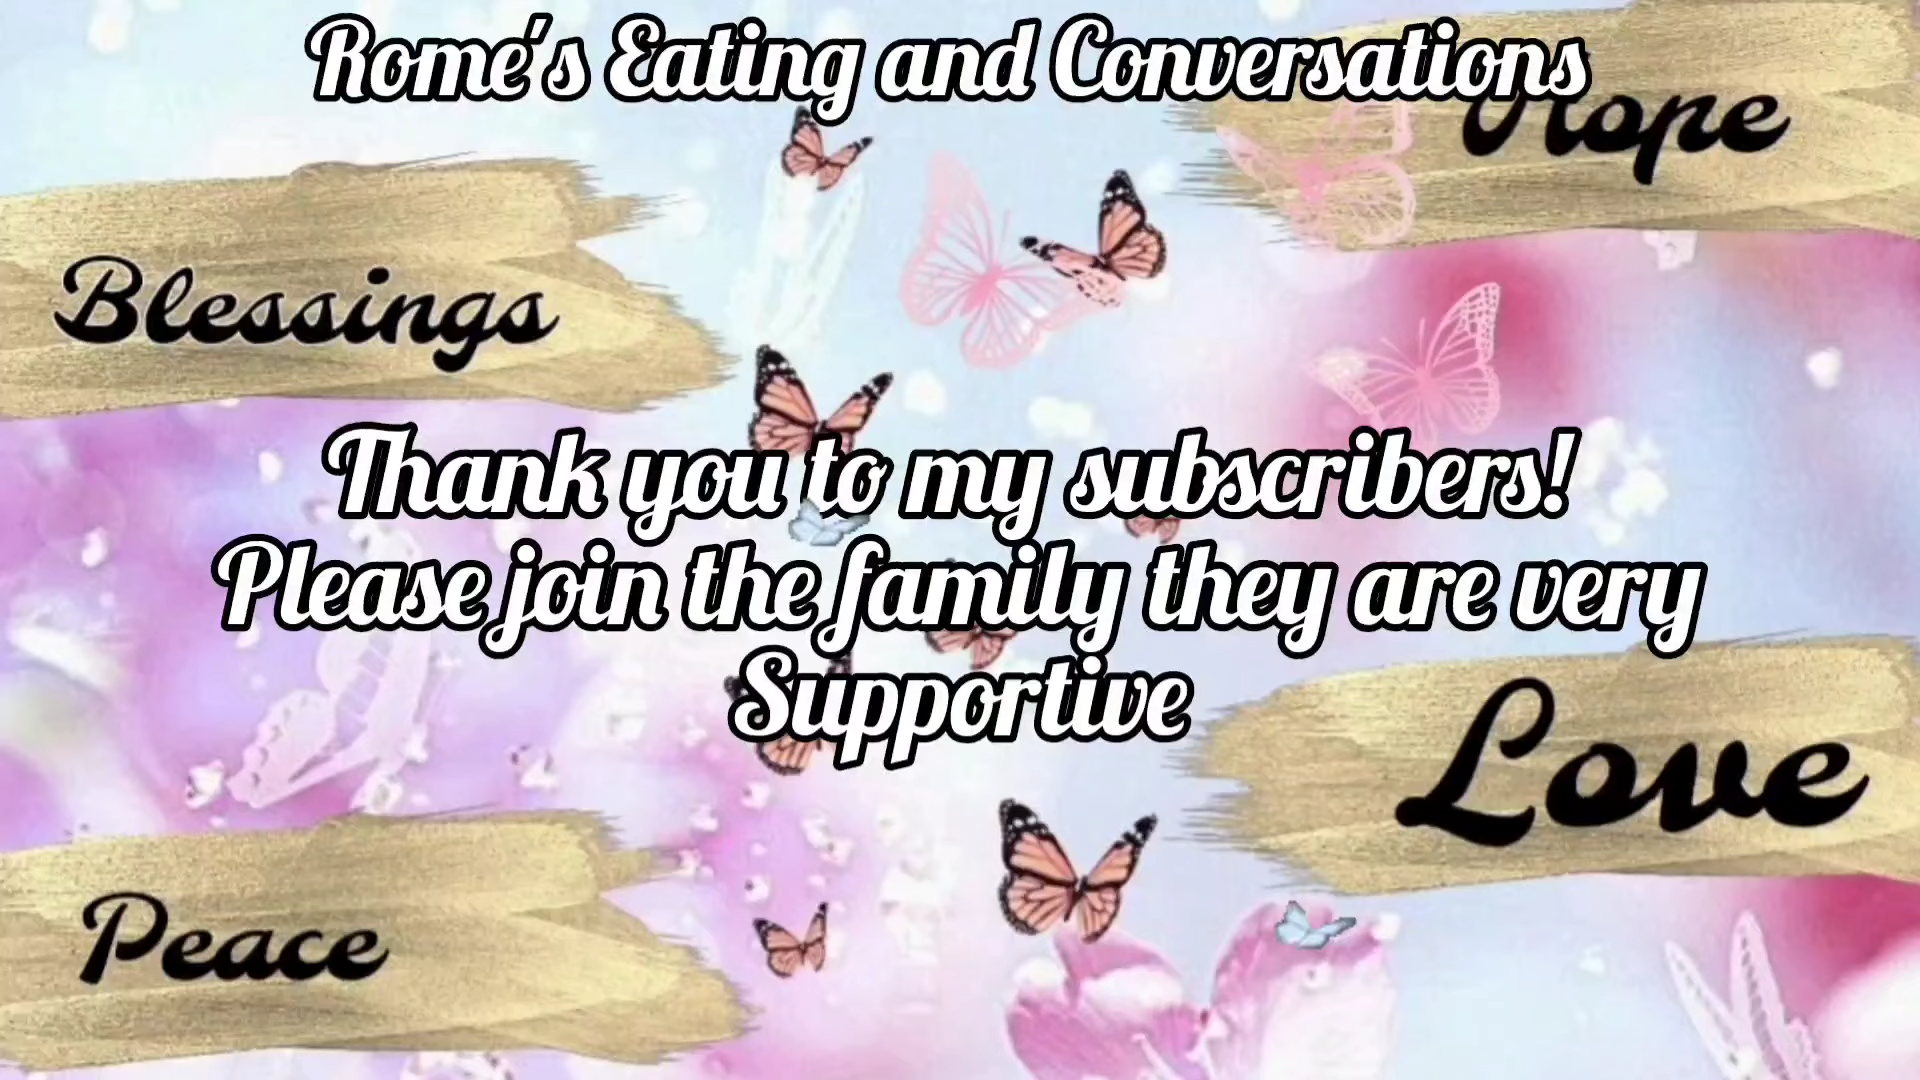 Rome's Eating and Conversations
Hope
Blessings
Thank you to my subscribers!
Please join the family they are very
Supportive
Love
Peace